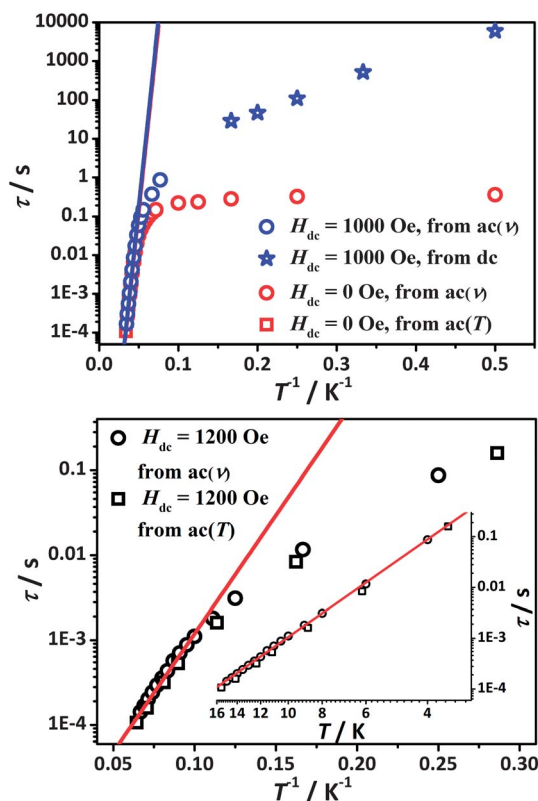 10000
1000
100
10
1
0.1
0.01
1E-3
1E-4
τ / s
H_dc = 1000 Oe, from ac(ν)
H_dc = 1000 Oe, from dc
H_dc = 0 Oe, from ac(ν)
H_dc = 0 Oe, from ac(T)
0.0 0.1 0.2 0.3 0.4 0.5
T⁻¹ / K⁻¹
H_dc = 1200 Oe
from ac(ν)
H_dc = 1200 Oe
from ac(T)
0.1
0.01
1E-3
1E-4
τ / s
0.1
0.01
1E-3
1E-4
τ / s
16 14 12 10 8 6 4
T / K
0.05 0.10 0.15 0.20 0.25 0.30
T⁻¹ / K⁻¹